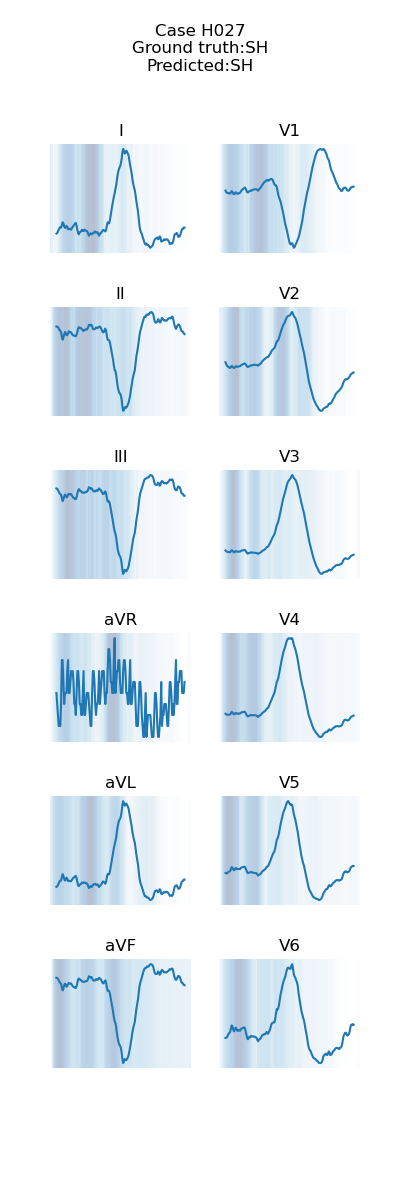 Case H027
Ground truth:SH
Predicted:SH
I
V1
II
V2
III
V3
aVR
V4
aVL
V5
aVF
V6